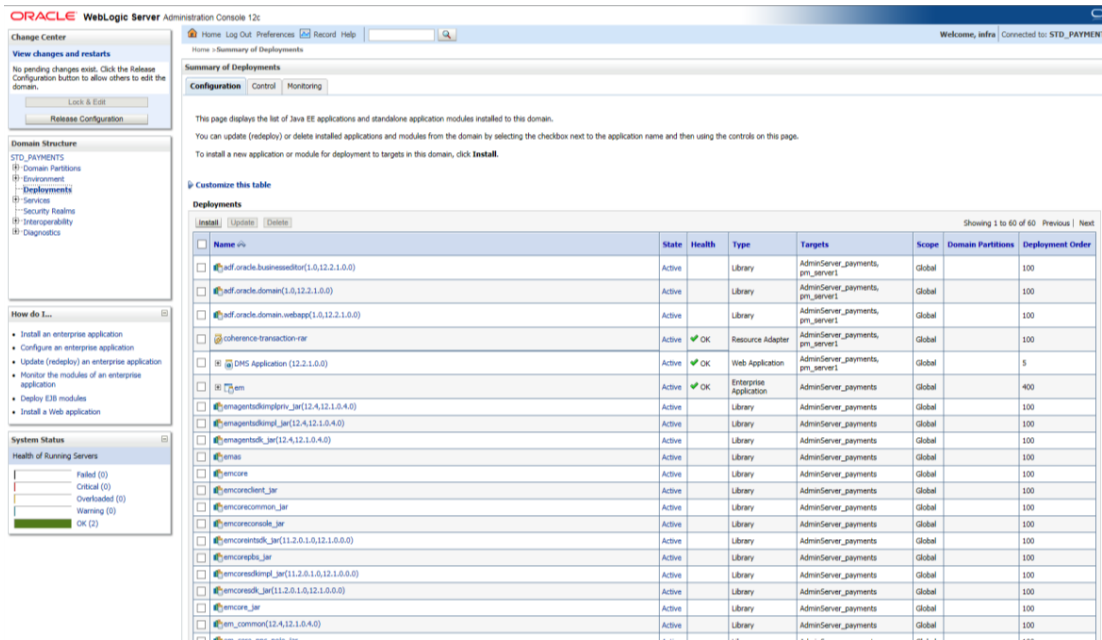 ORACLE WebLogic Server Administration Console 12c
Change Center
View changes and restarts
No pending changes exist. Click the Release
Configuration button to allow others to edit the
domain.
Lock & Edit
Release Configuration
Domain Structure
STD_PAYMENTS
Domain Partitions
Environment
Deployments
Services
Security Realms
Interoperability
Diagnostics
How do I...
Install an enterprise application
Configure an enterprise application
Update (redeploy) an enterprise application
Monitor the modules of an enterprise
application
Deploy EJB modules
Install a Web application
System Status
Health of Running Servers
Failed (0)
Critical (0)
Overloaded (0)
Warning (0)
OK (2)
Home Log Out Preferences Record Help
Welcome, infra Connected to: STD_PAYMENT
Home >Summary of Deployments
Summary of Deployments
Configuration Control Monitoring
This page displays the list of Java EE applications and standalone application modules installed to this domain.
You can update (redeploy) or delete installed applications and modules from the domain by selecting the checkbox next to the application name and then using the controls on this page.
To install a new application or module for deployment to targets in this domain, click Install.
Customize this table
Deployments
Install Update Delete Showing 1 to 60 of 60 Previous | Next
Name State Health Type Targets Scope Domain Partitions Deployment Order
adf.oracle.businesseditor(1.0,12.2.1.0.0) Active Library AdminServer_payments, pm_server1 Global 100
adf.oracle.domain(1.0,12.2.1.0.0) Active Library AdminServer_payments, pm_server1 Global 100
adf.oracle.domain.webapp(1.0,12.2.1.0.0) Active Library AdminServer_payments, pm_server1 Global 100
coherence-transaction-rar Active OK Resource Adapter AdminServer_payments, pm_server1 Global 100
DMS Application (12.2.1.0.0) Active OK Web Application AdminServer_payments, pm_server1 Global 5
em Active OK Enterprise Application AdminServer_payments Global 400
emagentsdkimplpriv_jar(12.4,12.1.0.4.0) Active Library AdminServer_payments Global 100
emagentsdkimpl_jar(12.4,12.1.0.4.0) Active Library AdminServer_payments Global 100
emagentsdk_jar(12.4,12.1.0.4.0) Active Library AdminServer_payments Global 100
emas Active Library AdminServer_payments Global 100
emcore Active Library AdminServer_payments Global 100
emcoreclient_jar Active Library AdminServer_payments Global 100
emcorecommon_jar Active Library AdminServer_payments Global 100
emcoreconsole_jar Active Library AdminServer_payments Global 100
emcoreintsdk_jar(11.2.0.1.0,12.1.0.0.0) Active Library AdminServer_payments Global 100
emcorepbs_jar Active Library AdminServer_payments Global 100
emcoresdkimpl_jar(11.2.0.1.0,12.1.0.0.0) Active Library AdminServer_payments Global 100
emcoresdk_jar(11.2.0.1.0,12.1.0.0.0) Active Library AdminServer_payments Global 100
emcore_jar Active Library AdminServer_payments Global 100
em_common(12.4,12.1.0.4.0) Active Library AdminServer_payments Global 100